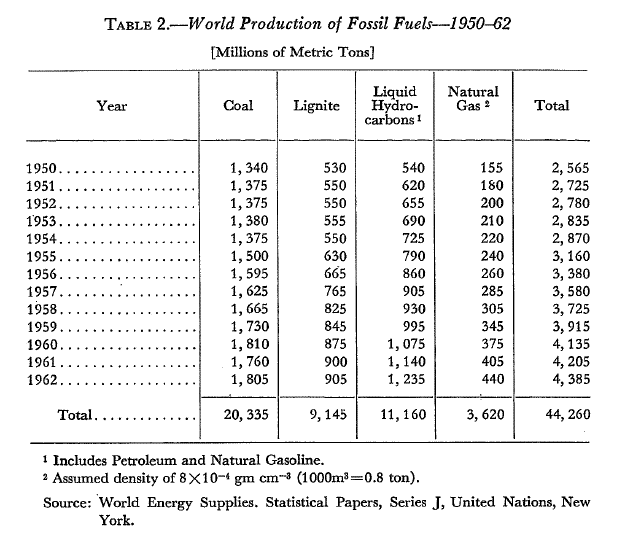 TABLE 2.—World Production of Fossil Fuels—1950–62
[Millions of Metric Tons]
Year Coal Lignite Liquid Hydro-carbons ¹ Natural Gas ² Total
1950.................. 1,340 530 540 155 2,565
1951.................. 1,375 550 620 180 2,725
1952.................. 1,375 550 655 200 2,780
1953.................. 1,380 555 690 210 2,835
1954.................. 1,375 550 725 220 2,870
1955.................. 1,500 630 790 240 3,160
1956.................. 1,595 665 860 260 3,380
1957.................. 1,625 765 905 285 3,580
1958.................. 1,665 825 930 305 3,725
1959.................. 1,730 845 995 345 3,915
1960.................. 1,810 875 1,075 375 4,135
1961.................. 1,760 900 1,140 405 4,205
1962.................. 1,805 905 1,235 440 4,385
Total.............. 20,335 9,145 11,160 3,620 44,260
¹ Includes Petroleum and Natural Gasoline.
² Assumed density of 8×10⁻⁴ gm cm⁻³ (1000m³=0.8 ton).
Source: World Energy Supplies. Statistical Papers, Series J, United Nations, New
York.